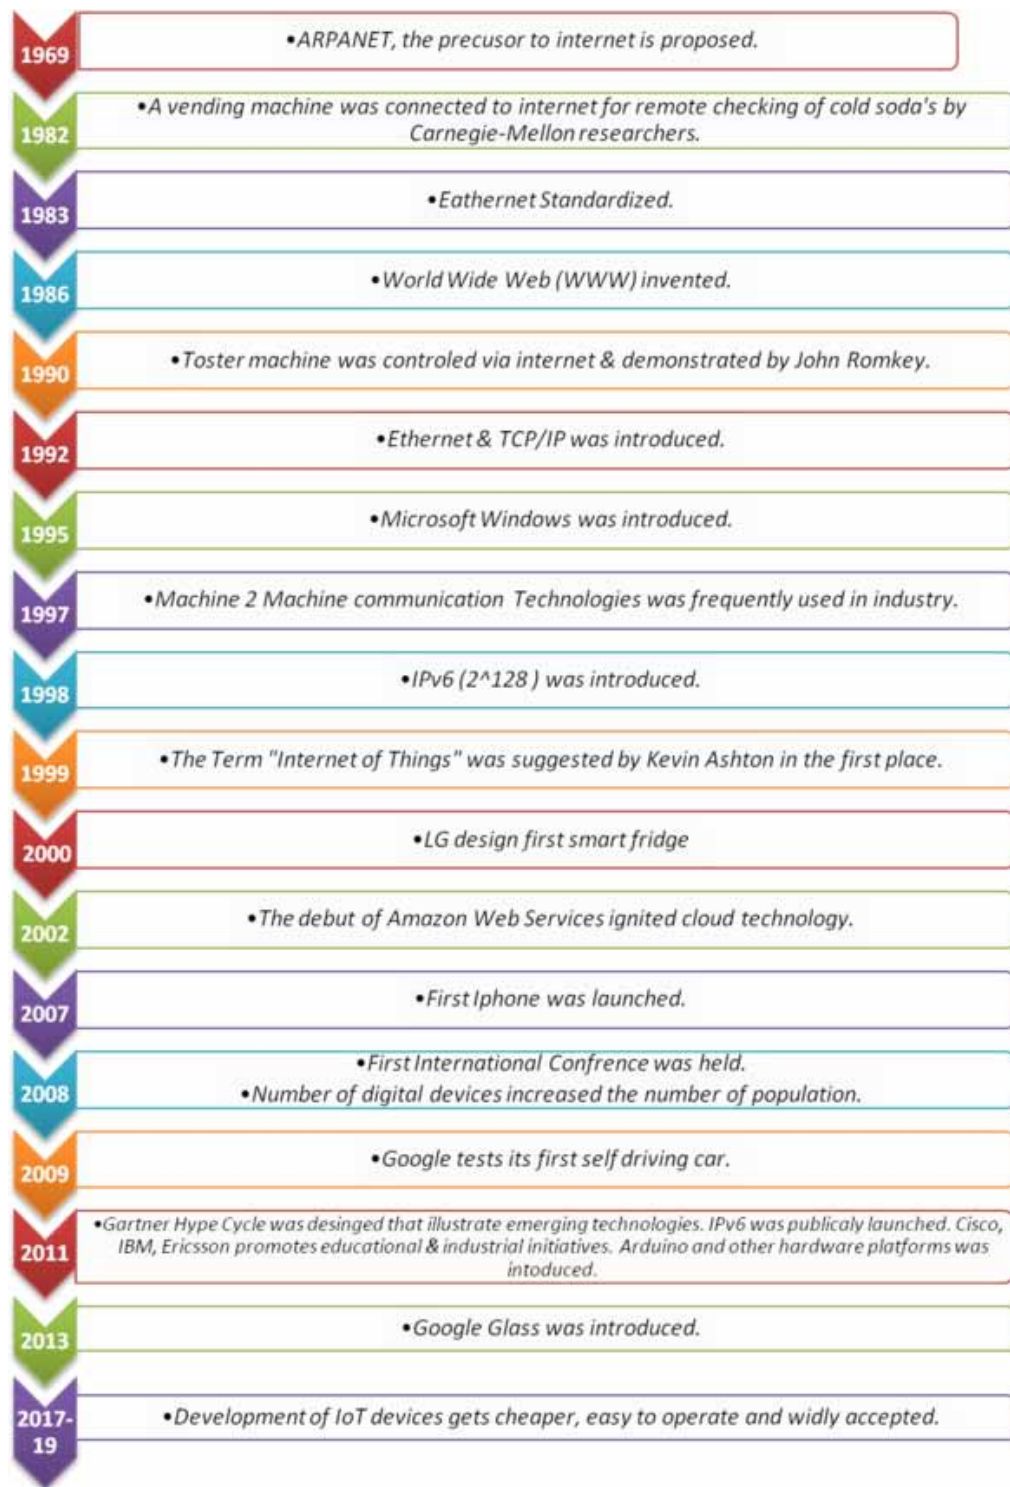 1969
•ARPANET, the precusor to internet is proposed.
1982
•A vending machine was connected to internet for remote checking of cold soda's by
Carnegie-Mellon researchers.
1983
•Eathernet Standardized.
1986
•World Wide Web (WWW) invented.
1990
•Toster machine was controled via internet & demonstrated by John Romkey.
1992
•Ethernet & TCP/IP was introduced.
1995
•Microsoft Windows was introduced.
1997
•Machine 2 Machine communication Technologies was frequently used in industry.
1998
•IPv6 (2^128 ) was introduced.
1999
•The Term "Internet of Things" was suggested by Kevin Ashton in the first place.
2000
•LG design first smart fridge
2002
•The debut of Amazon Web Services ignited cloud technology.
2007
•First Iphone was launched.
2008
•First International Confrence was held.
•Number of digital devices increased the number of population.
2009
•Google tests its first self driving car.
2011
•Gartner Hype Cycle was desinged that illustrate emerging technologies. IPv6 was publicaly launched. Cisco,
IBM, Ericsson promotes educational & industrial initiatives. Arduino and other hardware platforms was
intoduced.
2013
•Google Glass was introduced.
2017-
19
•Development of IoT devices gets cheaper, easy to operate and widly accepted.